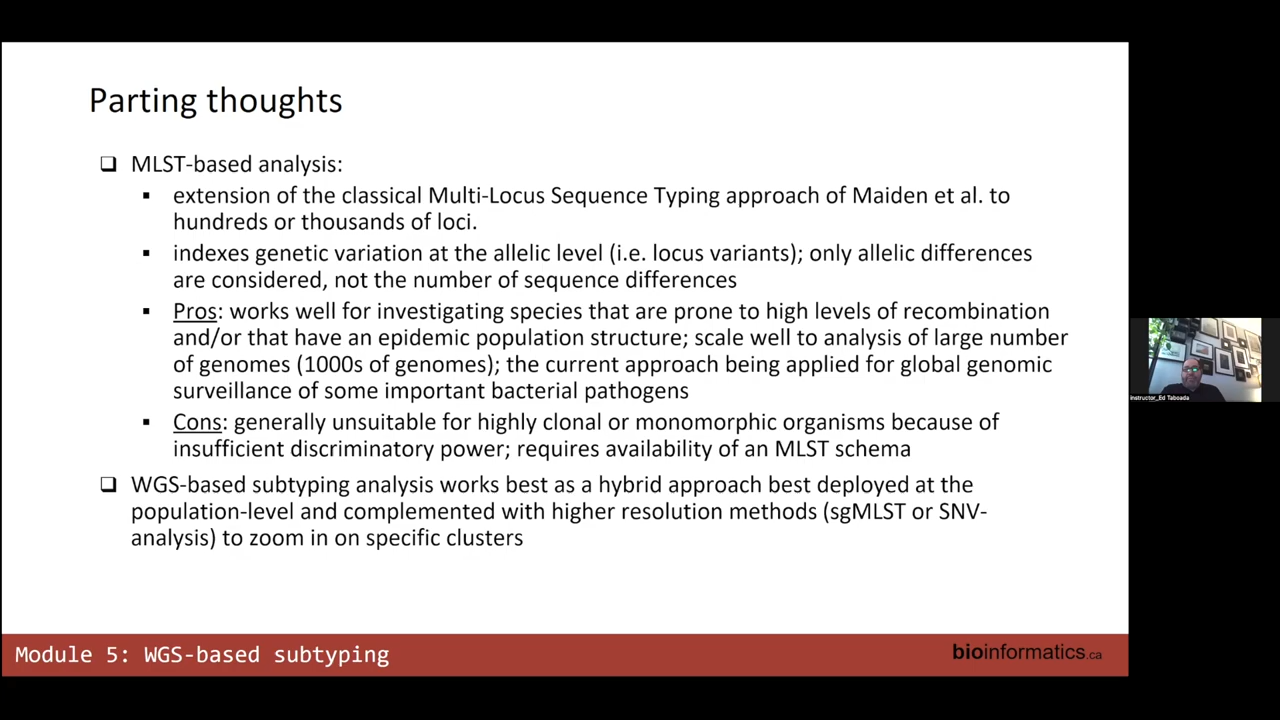 Parting thoughts
❑ MLST-based analysis:
▪ extension of the classical Multi-Locus Sequence Typing approach of Maiden et al. to
hundreds or thousands of loci.
▪ indexes genetic variation at the allelic level (i.e. locus variants); only allelic differences
are considered, not the number of sequence differences
▪ Pros: works well for investigating species that are prone to high levels of recombination
and/or that have an epidemic population structure; scale well to analysis of large number
of genomes (1000s of genomes); the current approach being applied for global genomic
surveillance of some important bacterial pathogens
▪ Cons: generally unsuitable for highly clonal or monomorphic organisms because of
insufficient discriminatory power; requires availability of an MLST schema
❑ WGS-based subtyping analysis works best as a hybrid approach best deployed at the
population-level and complemented with higher resolution methods (sgMLST or SNV-
analysis) to zoom in on specific clusters
instructor_Ed Taboada
Module 5: WGS-based subtyping
bioinformatics.ca